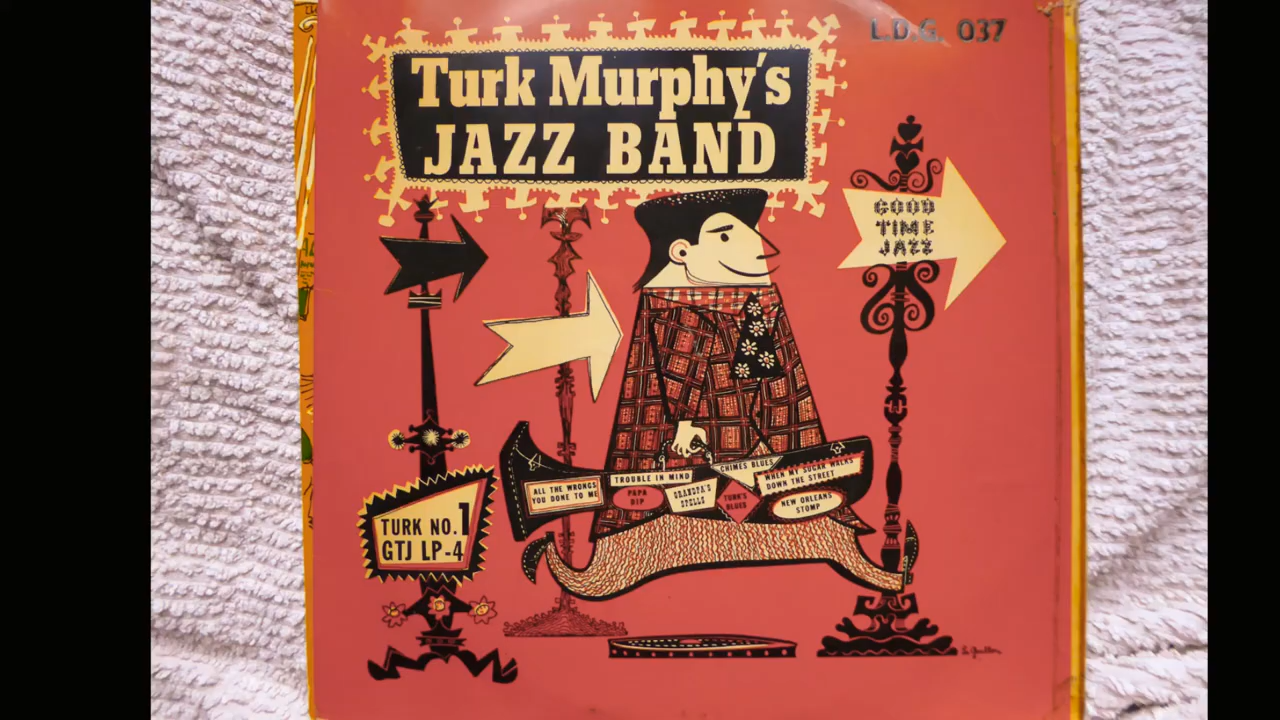 L.D.G. 037
Turk Murphy's
JAZZ BAND
GOOD
TIME
JAZZ
TURK NO.1
GTJ LP-4
ALL THE WRONGS
YOU DONE TO ME
TROUBLE IN MIND
PAPA
DIP
GRANDPA'S
SPELLS
CHIMES BLUES
TURK'S
BLUES
WHEN MY SUGAR WALKS
DOWN THE STREET
NEW ORLEANS
STOMP